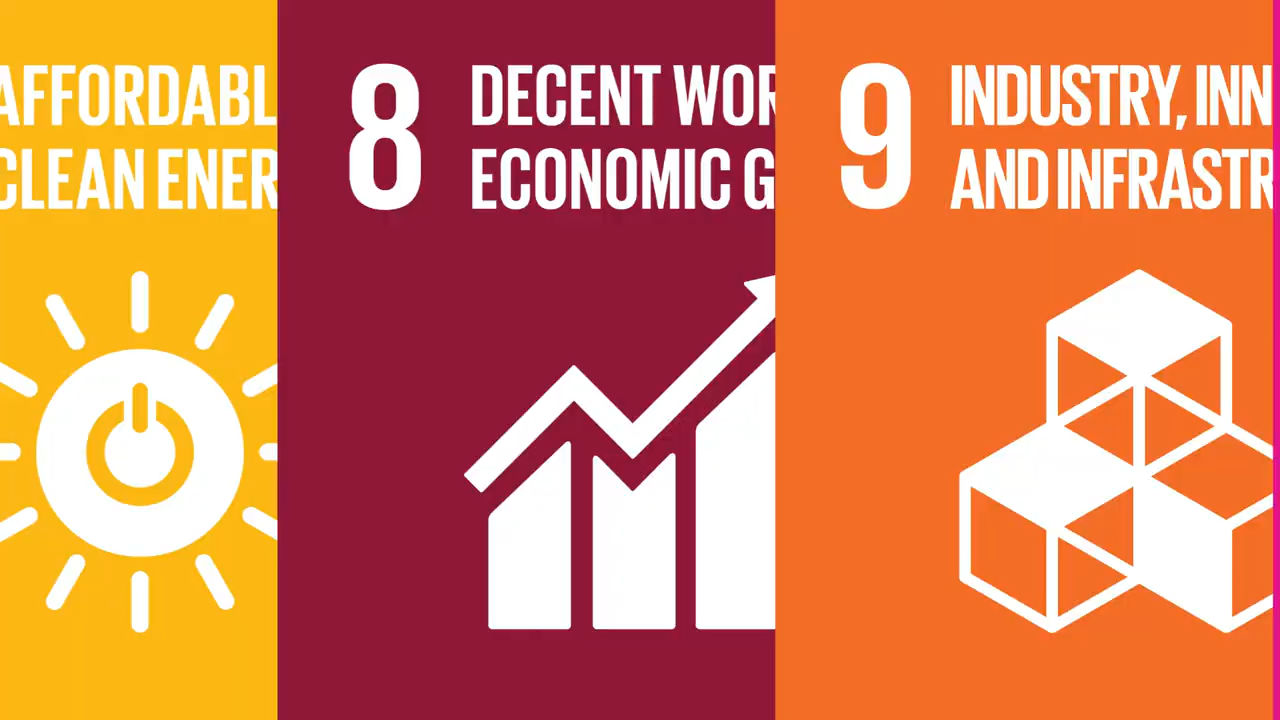 AFFORDABL
CLEAN ENER
8
DECENT WOR
ECONOMIC G
9
INDUSTRY, INN
AND INFRASTR